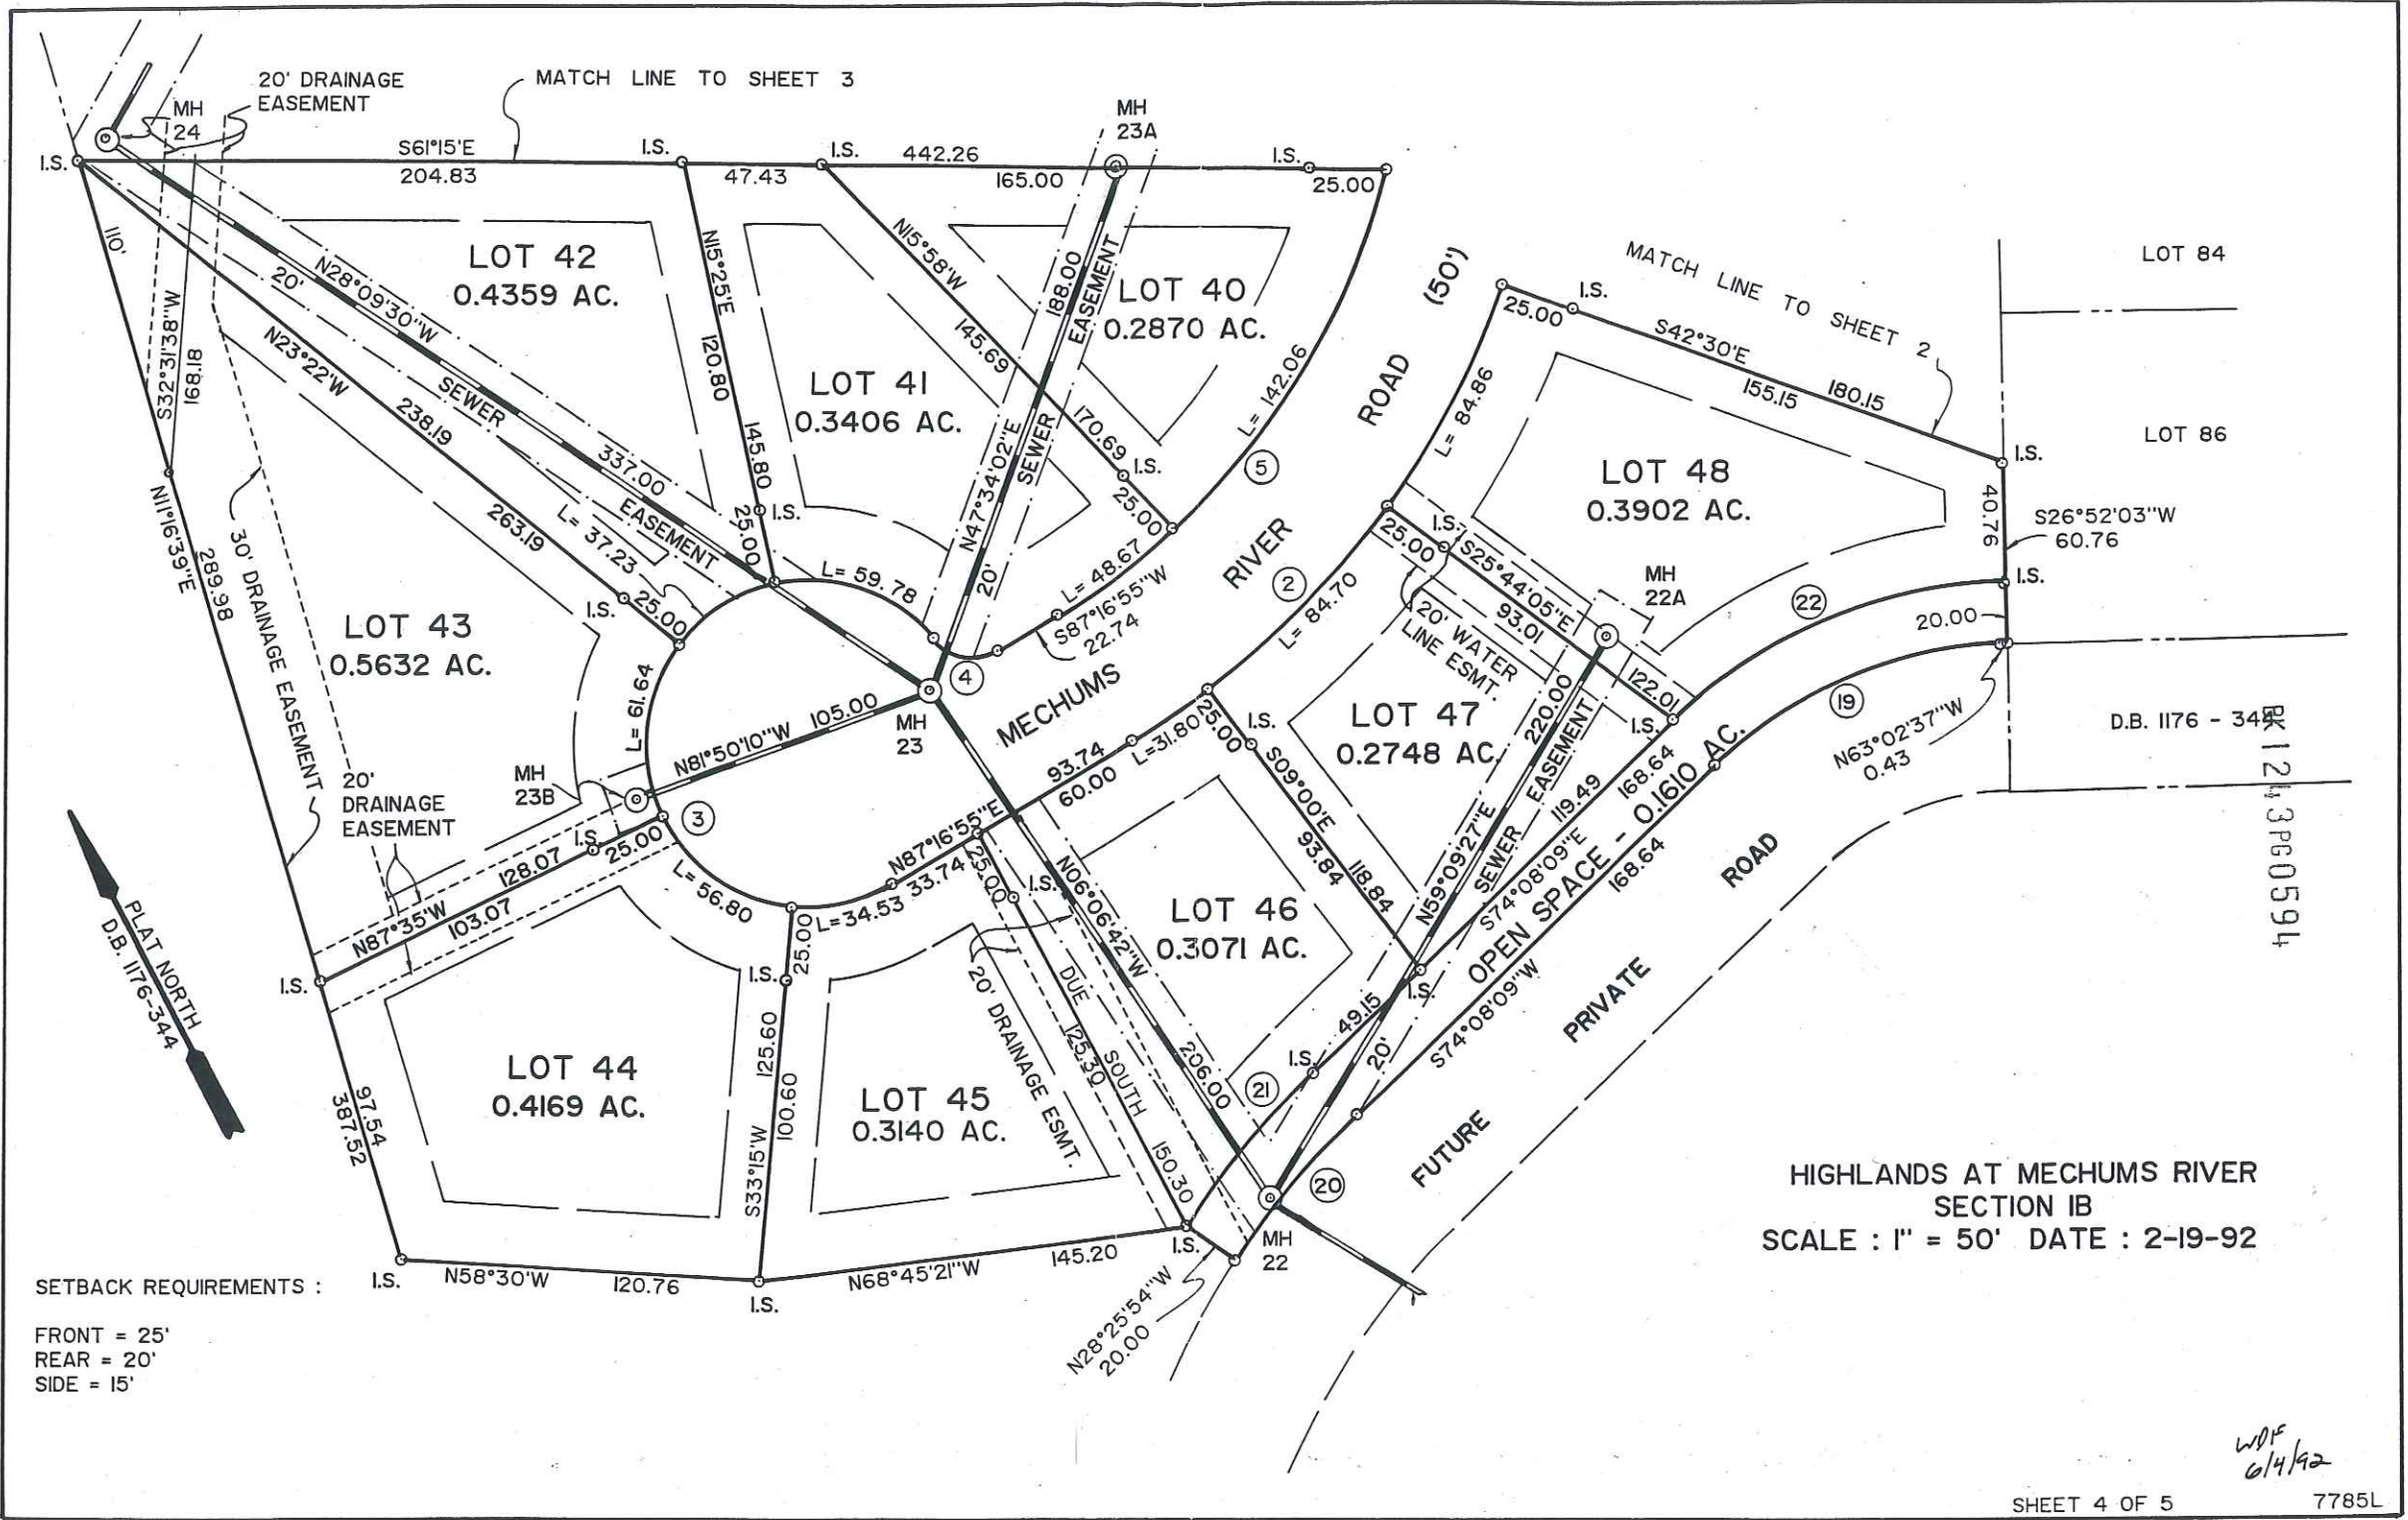 20' DRAINAGE
EASEMENT
MATCH LINE TO SHEET 3
MH
24
MH
23A
I.S.
S61°15'E
204.83
I.S.
47.43
I.S.
442.26
165.00
I.S.
25.00
110'
S32°31'38"W
168.18
LOT 42
0.4359 AC.
N28°09'30"W
20'
SEWER
337.00
EASEMENT
N15°25'E
120.80
145.80
25.00
I.S.
N23°22'W
238.19
263.19
I.S.
25.00
L= 37.23
LOT 41
0.3406 AC.
N15°58'W
145.69
170.69
I.S.
25.00
188.00
EASEMENT
N47°34'02"E
SEWER
20'
LOT 40
0.2870 AC.
L= 142.06
5
L= 59.78
L= 48.67
S87°16'55"W
22.74
4
MECHUMS
RIVER
ROAD
(50')
25.00
I.S.
MATCH LINE TO SHEET 2
S42°30'E
155.15
180.15
I.S.
LOT 84
LOT 86
L= 84.86
LOT 48
0.3902 AC.
40.76
S26°52'03"W
60.76
I.S.
20.00
22
19
N63°02'37"W
0.43
D.B. 1176 - 344
BK1243PG0594
2
L= 84.70
25.00
I.S.
S25°44'05"E
93.01
122.01
I.S.
20' WATER
LINE ESMT.
MH
22A
LOT 47
0.2748 AC.
220.00
EASEMENT
N59°09'27"E
SEWER
20'
119.49
168.64
S74°08'09"E
OPEN SPACE - 0.1610 AC.
168.64
S74°08'09"W
FUTURE
PRIVATE
ROAD
N11°16'39"E
289.98
30' DRAINAGE EASEMENT
LOT 43
0.5632 AC.
L= 61.64
N81°50'10"W
105.00
MH
23
MH
23B
20'
DRAINAGE
EASEMENT
I.S.
25.00
3
128.07
N87°35'W
103.07
I.S.
L= 56.80
L=34.53
33.74
N87°16'55"E
93.74
60.00
L=31.80
25.00
I.S.
S09°00'E
93.84
118.84
I.S.
25.00
I.S.
N06°06'42"W
206.00
LOT 46
0.3071 AC.
49.15
I.S.
21
20
DUE
SOUTH
125.30
150.30
20' DRAINAGE ESMT.
25.00
I.S.
125.60
100.60
S33°15'W
PLAT NORTH
D.B. 1176-344
LOT 44
0.4169 AC.
97.54
387.52
LOT 45
0.3140 AC.
I.S.
N58°30'W
120.76
I.S.
N68°45'21"W
145.20
I.S.
N28°25'54"W
20.00
MH
22
HIGHLANDS AT MECHUMS RIVER
SECTION IB
SCALE : 1" = 50' DATE : 2-19-92
SETBACK REQUIREMENTS :
FRONT = 25'
REAR = 20'
SIDE = 15'
WDF
6/4/92
SHEET 4 OF 5
7785L